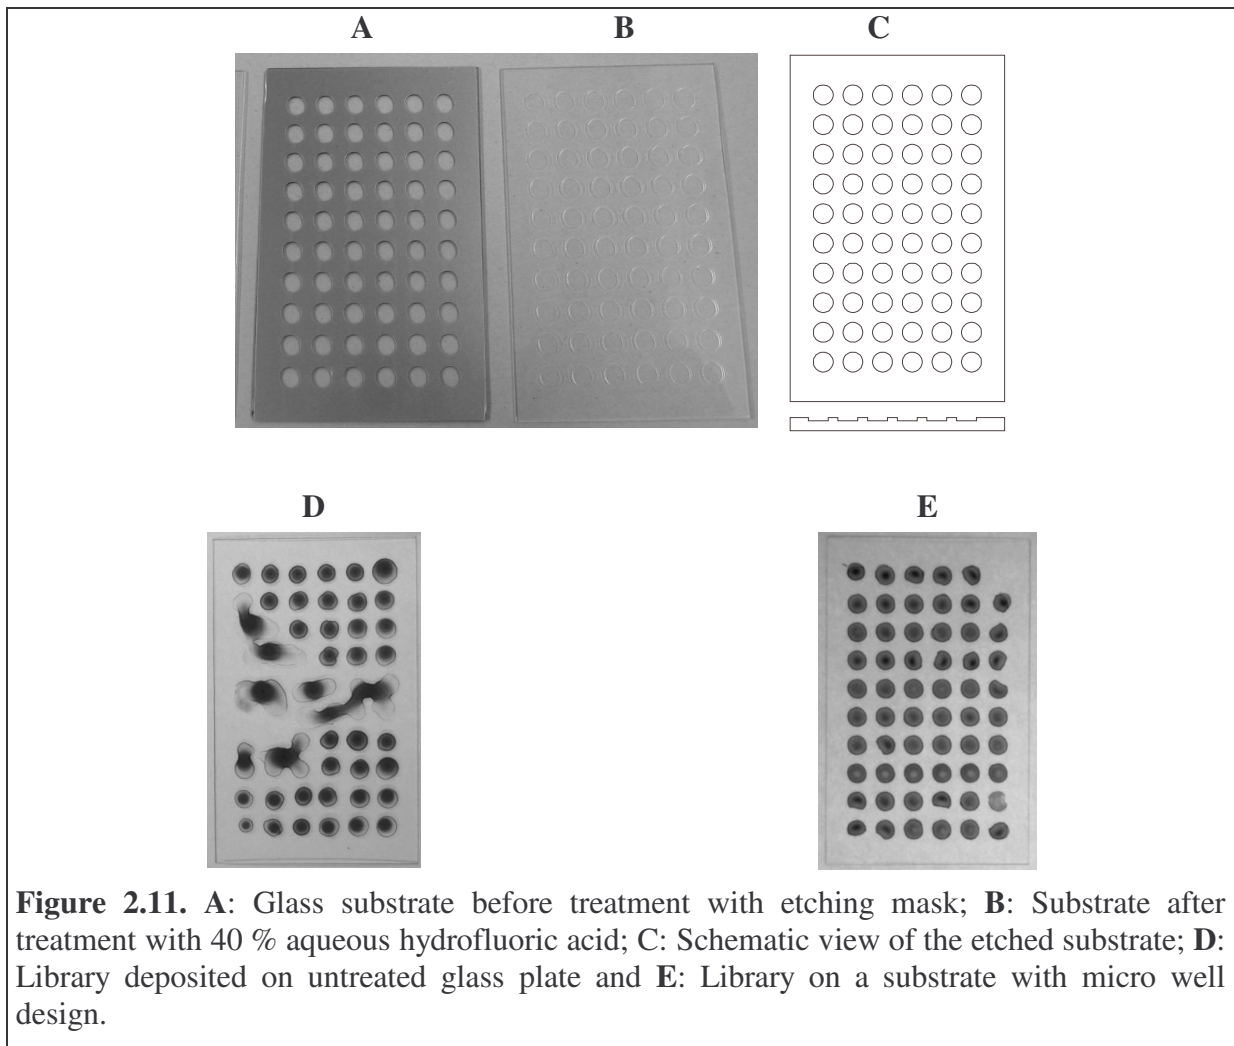 A B C
D E
Figure 2.11. A: Glass substrate before treatment with etching mask; B: Substrate after
treatment with 40 % aqueous hydrofluoric acid; C: Schematic view of the etched substrate; D:
Library deposited on untreated glass plate and E: Library on a substrate with micro well
design.